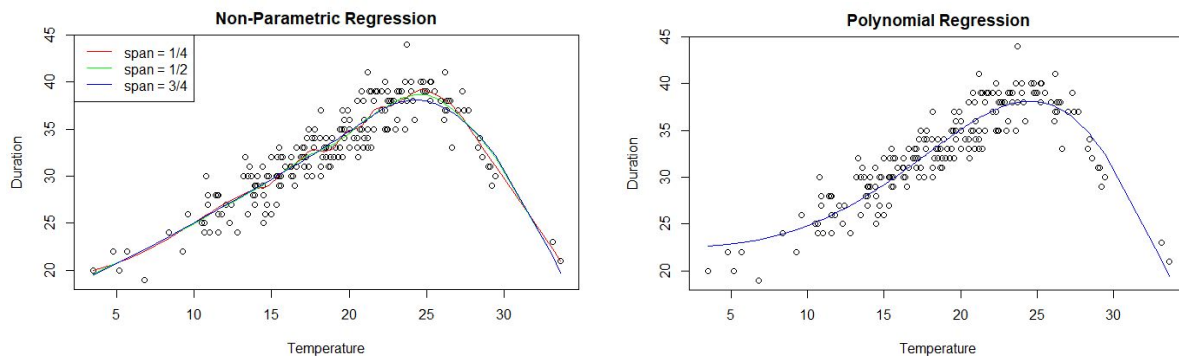 Non-Parametric Regression
span = 1/4
span = 1/2
span = 3/4
Duration
45
40
35
30
25
20
5 10 15 20 25 30
Temperature
Polynomial Regression
Duration
45
40
35
30
25
20
5 10 15 20 25 30
Temperature